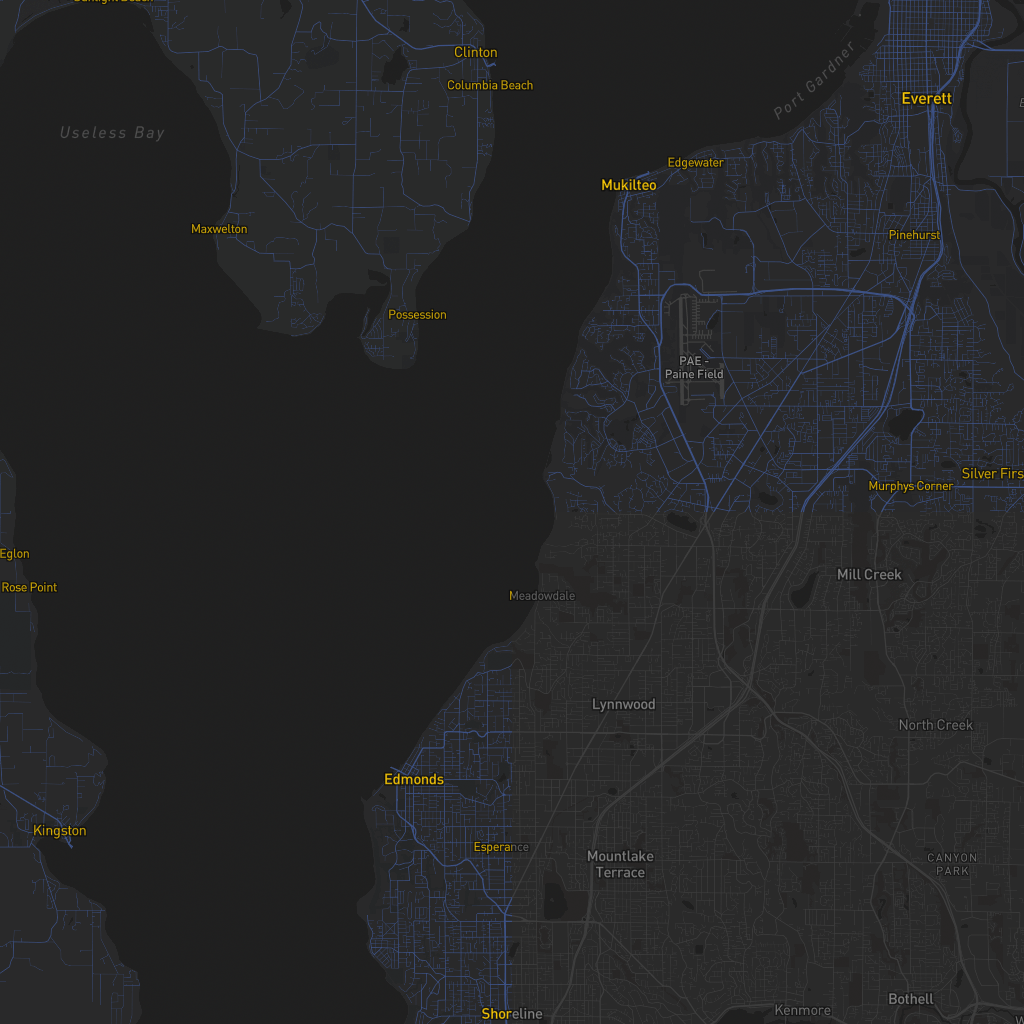 Clinton
Columbia Beach
Port Gardner
Everett
Useless Bay
Edgewater
Mukilteo
Maxwelton
Pinehurst
Possession
PAE -
Paine Field
Silver Firs
Murphys Corner
Eglon
Mill Creek
Rose Point
Meadowdale
Lynnwood
North Creek
Edmonds
Kingston
Esperance
Mountlake
Terrace
CANYON
PARK
Bothell
Kenmore
Shoreline